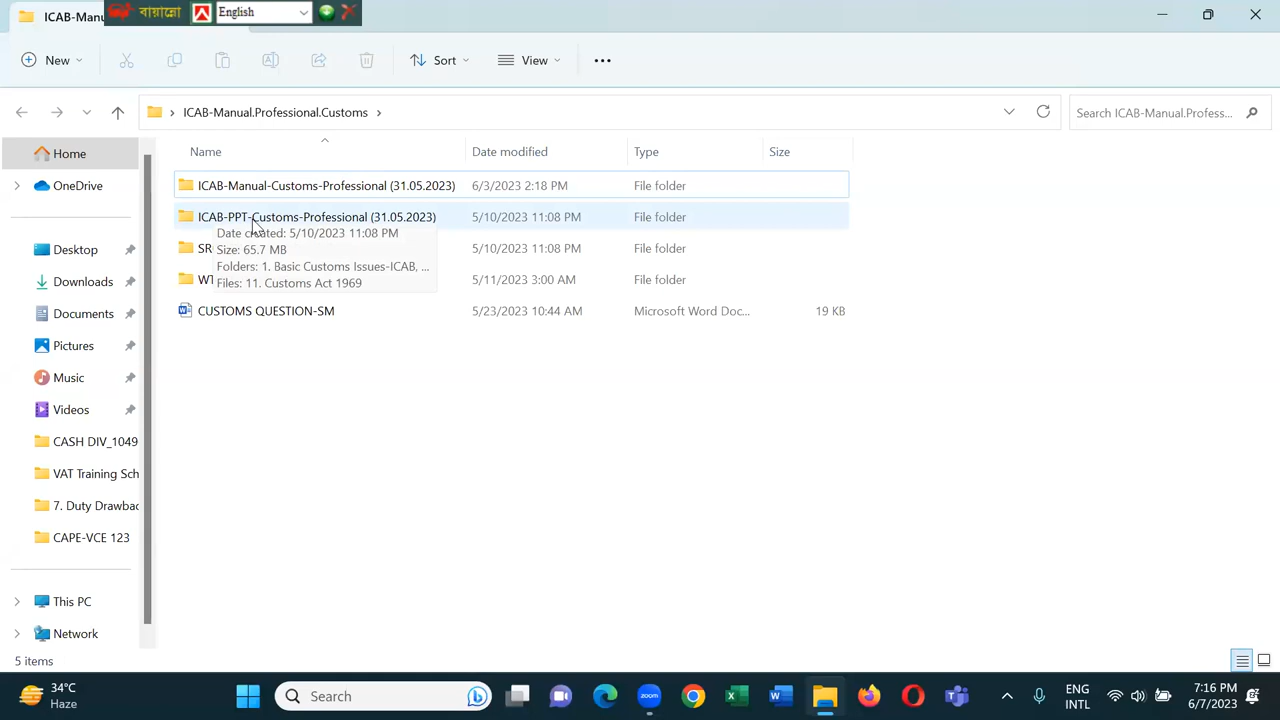 ICAB-Manu
বায়ান্নো
English
New
Sort
View
ICAB-Manual.Professional.Customs
Search ICAB-Manual.Profess...
Name
Date modified
Type
Size
Home
OneDrive
Desktop
Downloads
Documents
Pictures
Music
Videos
CASH DIV_1049
VAT Training Sch
7. Duty Drawbac
CAPE-VCE 123
This PC
Network
ICAB-Manual-Customs-Professional (31.05.2023) 6/3/2023 2:18 PM File folder
ICAB-PPT-Customs-Professional (31.05.2023) 5/10/2023 11:08 PM File folder
SR 5/10/2023 11:08 PM File folder
5/11/2023 3:00 AM File folder
CUSTOMS QUESTION-SM 5/23/2023 10:44 AM Microsoft Word Doc... 19 KB
Date created: 5/10/2023 11:08 PM
Size: 65.7 MB
Folders: 1. Basic Customs Issues-ICAB, ...
Files: 11. Customs Act 1969
5 items
34°C
Haze
Search
zoom
ENG
INTL
7:16 PM
6/7/2023